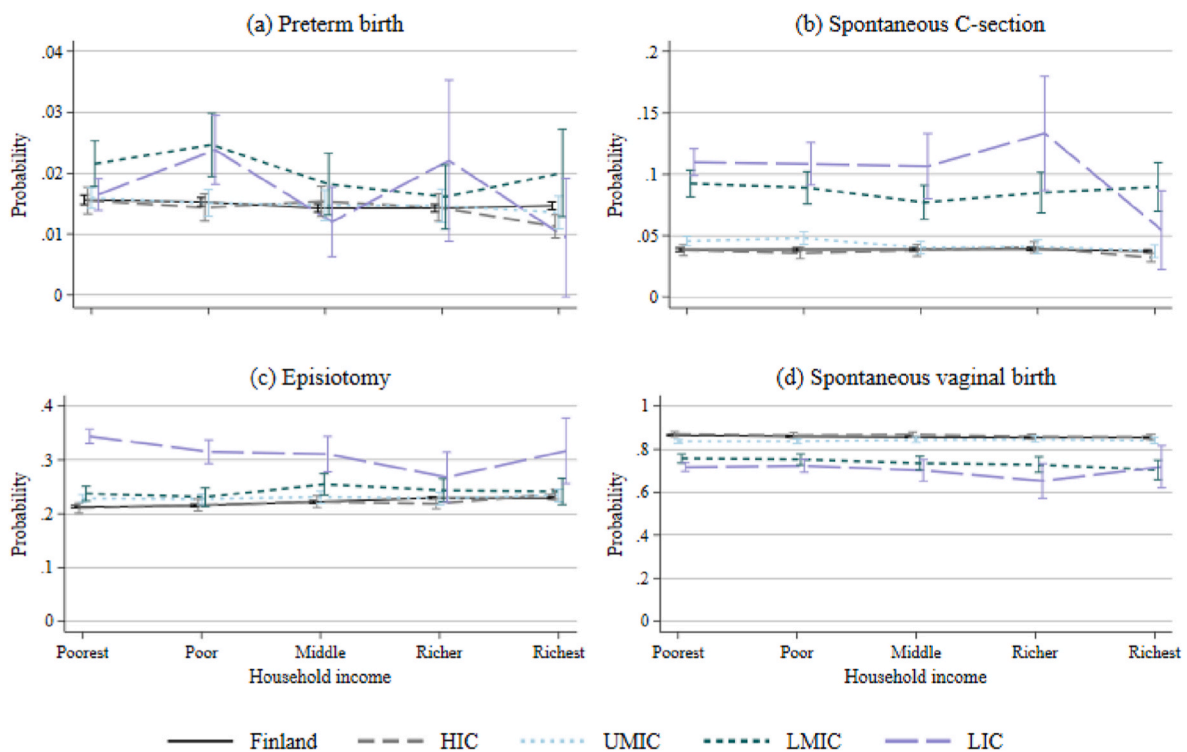 (a) Preterm birth
Probability
.04
.03
.02
.01
0
(b) Spontaneous C-section
Probability
.2
.15
.1
.05
0
(c) Episiotomy
Probability
.4
.3
.2
.1
0
Poorest Poor Middle Richer Richest
Household income
(d) Spontaneous vaginal birth
Probability
1
.8
.6
.4
.2
0
Poorest Poor Middle Richer Richest
Household income
Finland HIC UMIC LMIC LIC